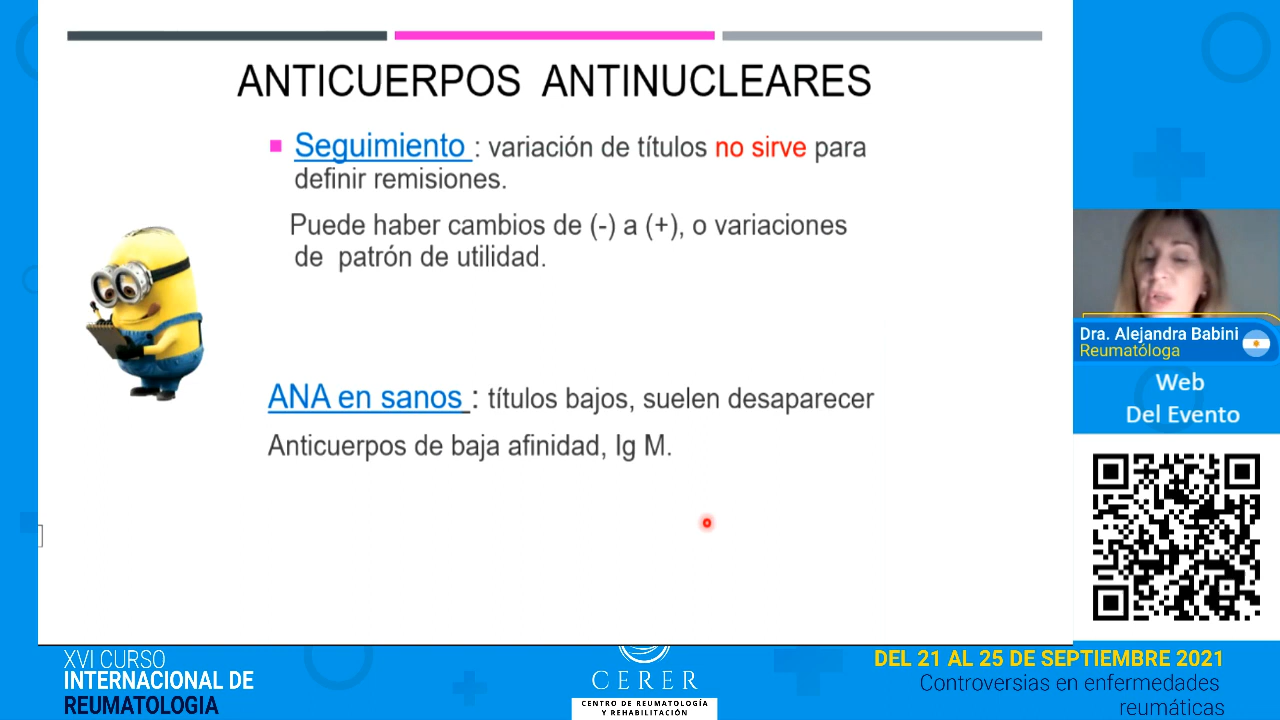 ANTICUERPOS ANTINUCLEARES
Seguimiento : variación de títulos no sirve para
definir remisiones.
Puede haber cambios de (-) a (+), o variaciones
de patrón de utilidad.
ANA en sanos : títulos bajos, suelen desaparecer
Anticuerpos de baja afinidad, Ig M.
Dra. Alejandra Babini
Reumatóloga
Web
Del Evento
XVI CURSO
INTERNACIONAL DE
REUMATOLOGIA
CERER
CENTRO DE REUMATOLOGÍA
Y REHABILITACIÓN
DEL 21 AL 25 DE SEPTIEMBRE 2021
Controversias en enfermedades
reumáticas